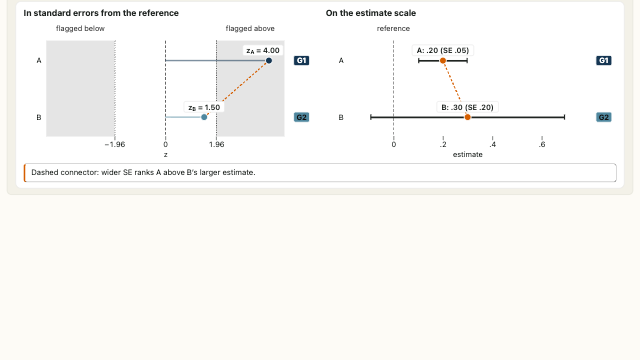 In standard errors from the reference
flagged below
flagged above
A
zA = 4.00
G1
B
zB = 1.50
G2
−1.96
0
1.96
z
On the estimate scale
reference
A
A: .20 (SE .05)
G1
B
B: .30 (SE .20)
G2
0
.2
.4
.6
estimate
Dashed connector: wider SE ranks A above B's larger estimate.